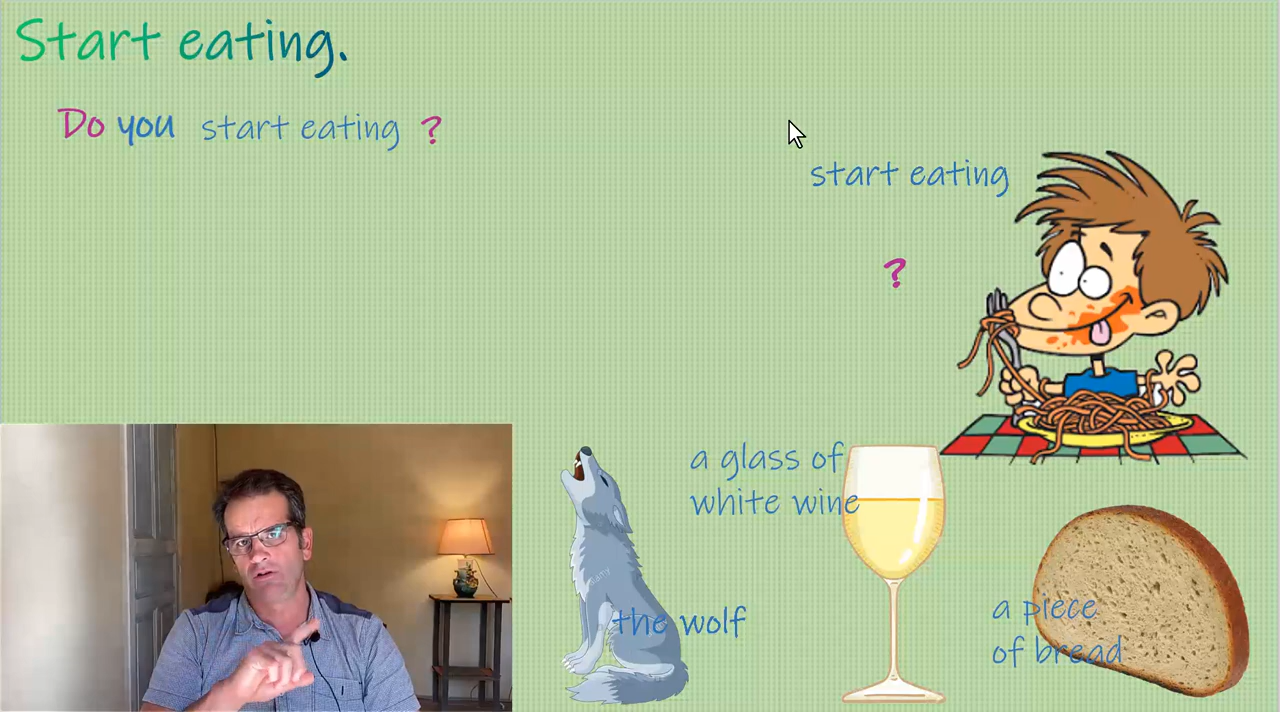 Start eating.
Do you start eating ?
start eating
?
a glass of
white wine
the wolf
a piece
of bread